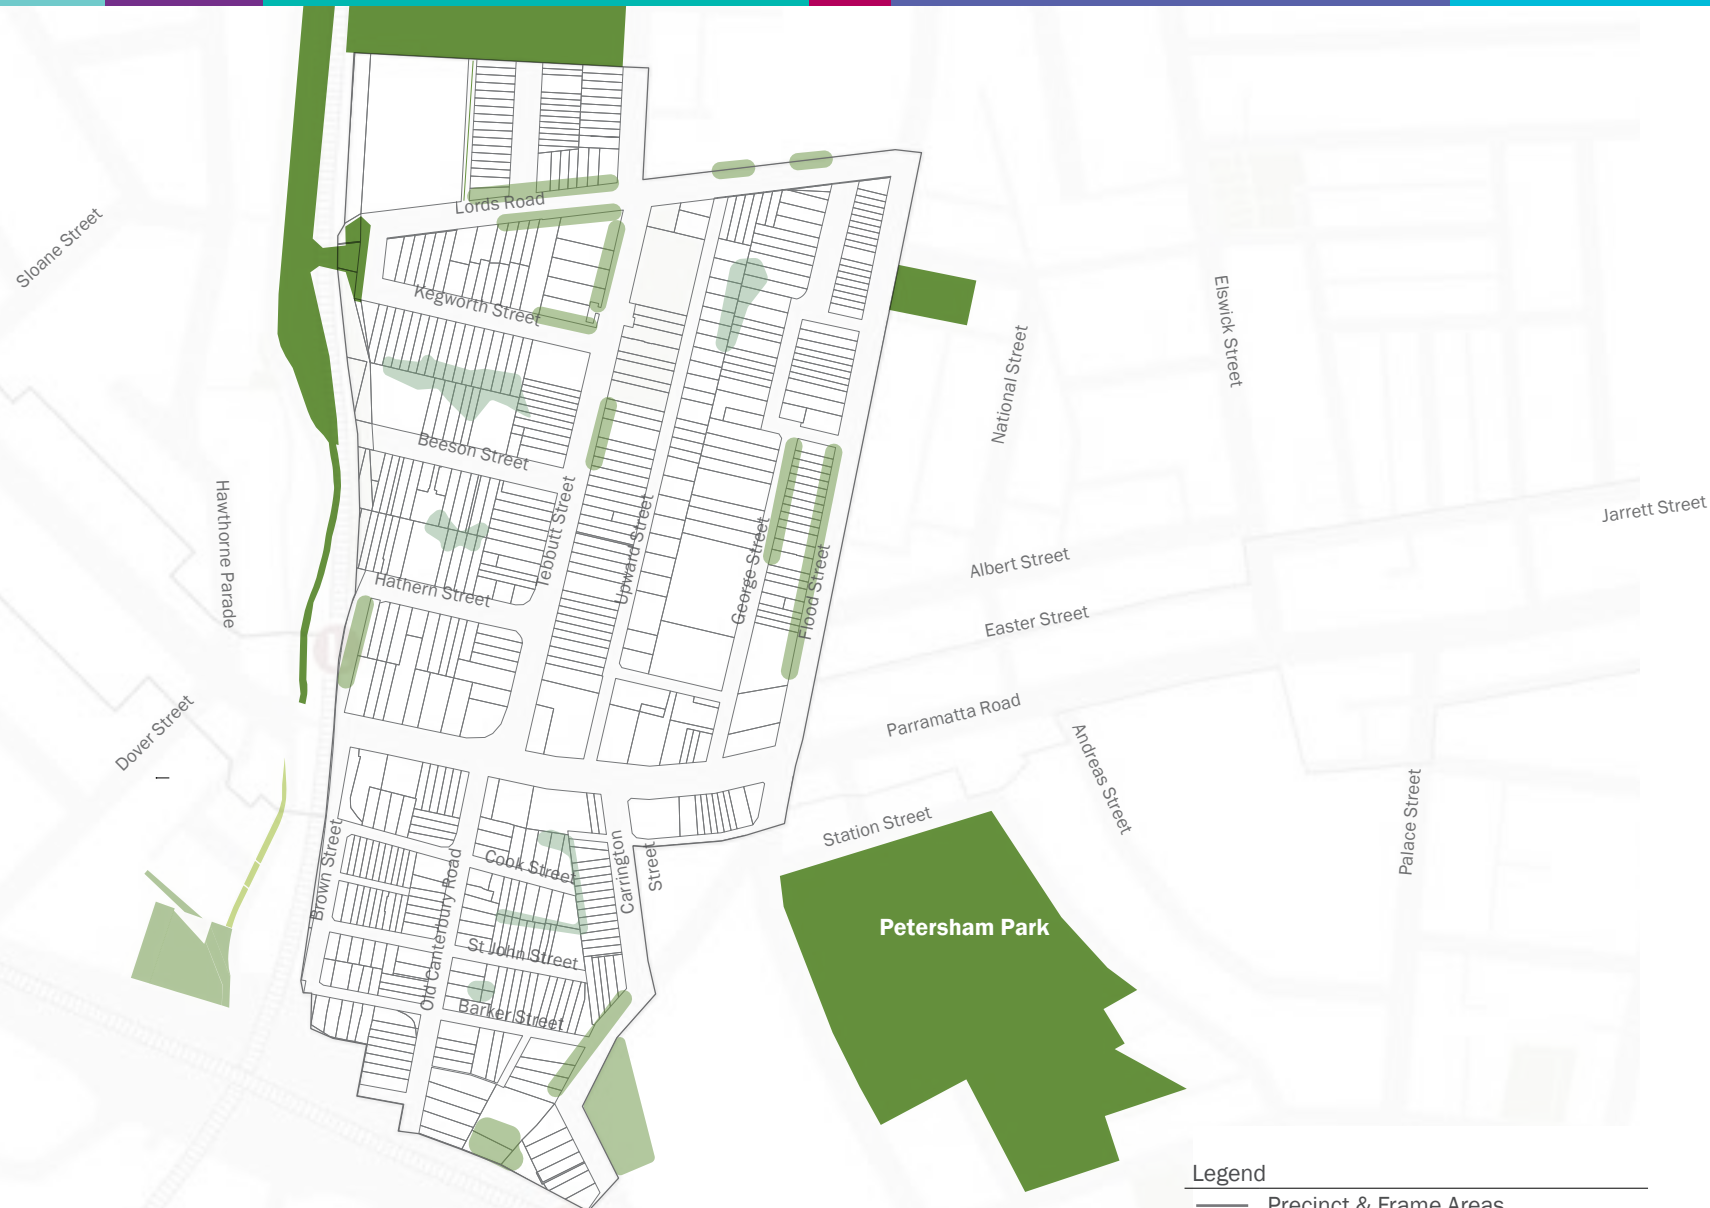 Lords Road
Sloane Street
Kegworth Street
Elswick Street
National Street
Beeson Street
Hawthorne Parade
Tebbutt Street
Upward Street
George Street
Flood Street
Jarrett Street
Albert Street
Hathern Street
Easter Street
Dover Street
Parramatta Road
Andreas Street
Palace Street
Station Street
Brown Street
Old Canterbury Road
Cook Street
Carrington
Street
St John Street
Barker Street
Petersham Park
Legend
Precinct & Frame Areas